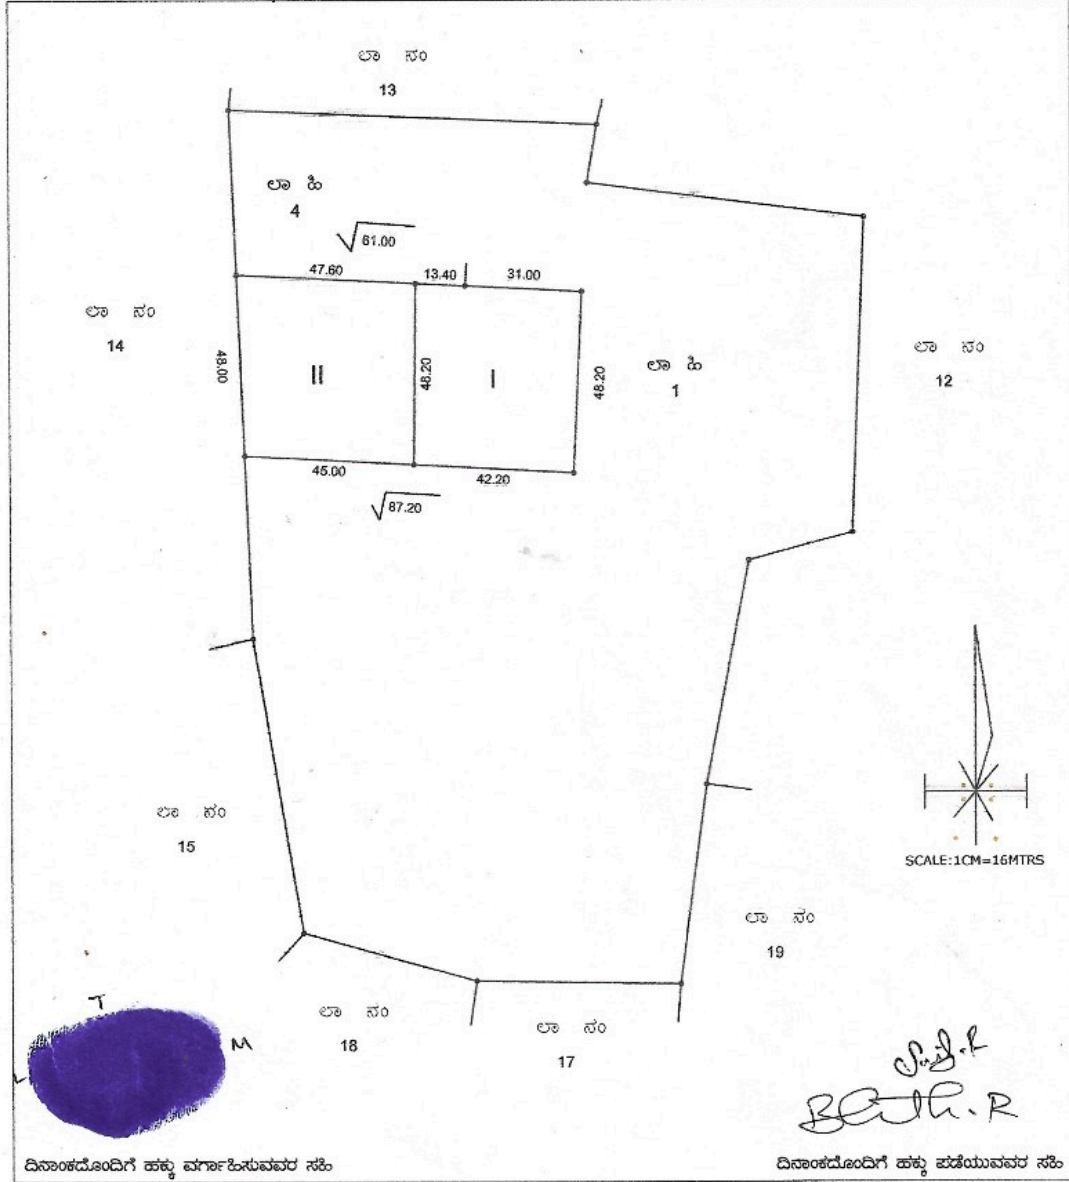 ಲಾ ನಂ
13
ಲಾ ಹಿ
4
61.00
47.60
13.40
31.00
ಲಾ ನಂ
14
48.00
II
48.20
I
48.20
ಲಾ ಹಿ
1
ಲಾ ನಂ
12
45.00
42.20
87.20
ಲಾ ನಂ
15
SCALE:1CM=16MTRS
ಲಾ ನಂ
19
ಲಾ ನಂ
18
ಲಾ ನಂ
17
L T M
ದಿನಾಂಕದೊಂದಿಗೆ ಹಕ್ಕು ವರ್ಗಾಹಿಸುವವರ ಸಹಿ
ದಿನಾಂಕದೊಂದಿಗೆ ಹಕ್ಕು ಪಡೆಯುವವರ ಸಹಿ